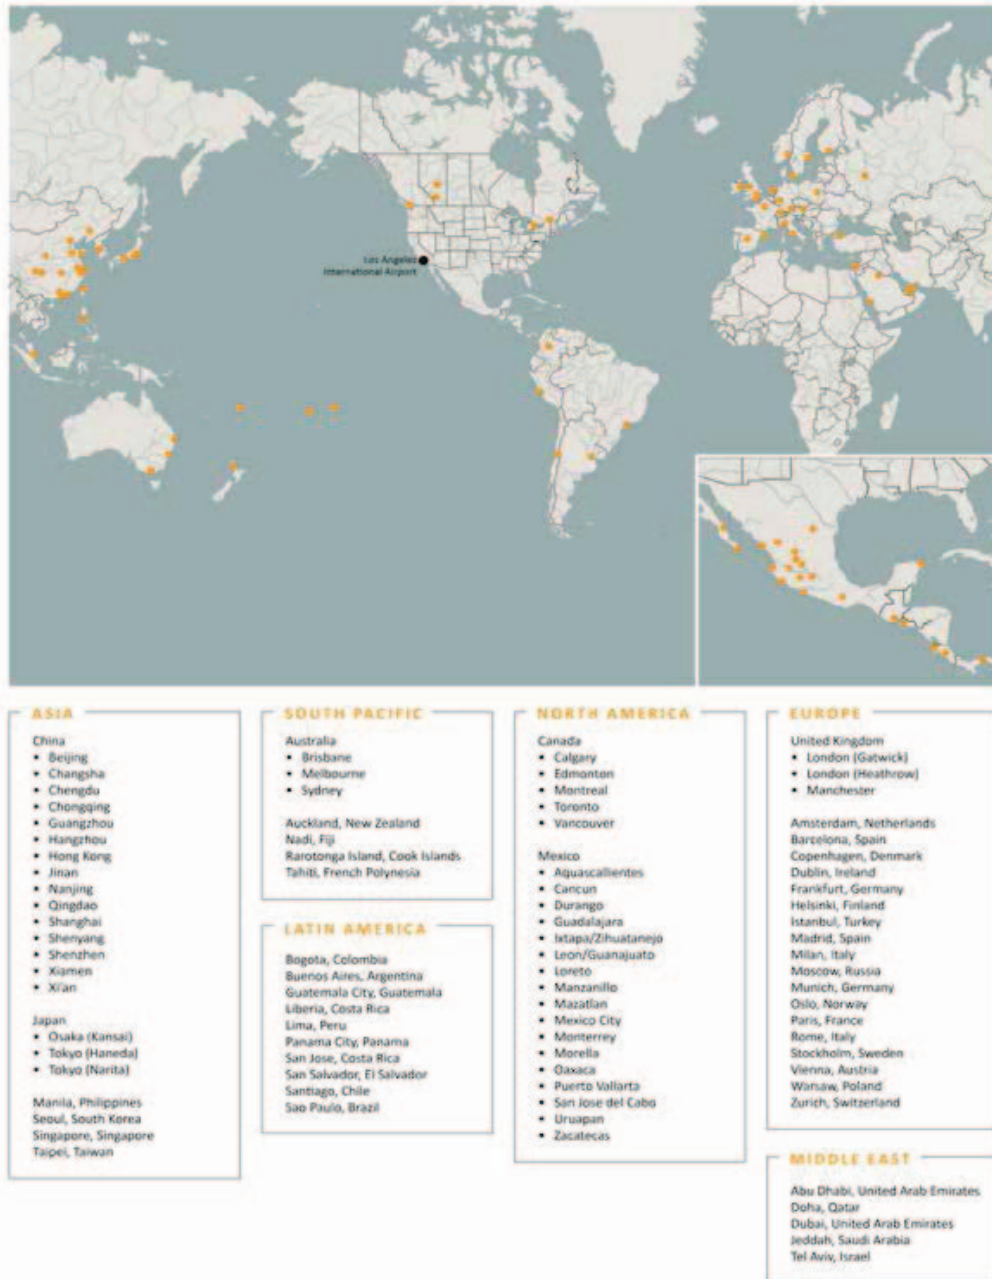 Los Angeles
International Airport
ASIA
China
• Beijing
• Changsha
• Chengdu
• Chongqing
• Guangzhou
• Hangzhou
• Hong Kong
• Jinan
• Nanjing
• Qingdao
• Shanghai
• Shenyang
• Shenzhen
• Xiamen
• Xi'an
Japan
• Osaka (Kansai)
• Tokyo (Haneda)
• Tokyo (Narita)
Manila, Philippines
Seoul, South Korea
Singapore, Singapore
Taipei, Taiwan
SOUTH PACIFIC
Australia
• Brisbane
• Melbourne
• Sydney
Auckland, New Zealand
Nadi, Fiji
Rarotonga Island, Cook Islands
Tahiti, French Polynesia
LATIN AMERICA
Bogota, Colombia
Buenos Aires, Argentina
Guatemala City, Guatemala
Liberia, Costa Rica
Lima, Peru
Panama City, Panama
San Jose, Costa Rica
San Salvador, El Salvador
Santiago, Chile
Sao Paulo, Brazil
NORTH AMERICA
Canada
• Calgary
• Edmonton
• Montreal
• Toronto
• Vancouver
Mexico
• Aquascallientes
• Cancun
• Durango
• Guadalajara
• Ixtapa/Zihuatanejo
• Leon/Guanajuato
• Loreto
• Manzanillo
• Mazatlan
• Mexico City
• Monterrey
• Morella
• Oaxaca
• Puerto Vallarta
• San Jose del Cabo
• Uruapan
• Zacatecas
EUROPE
United Kingdom
• London (Gatwick)
• London (Heathrow)
• Manchester
Amsterdam, Netherlands
Barcelona, Spain
Copenhagen, Denmark
Dublin, Ireland
Frankfurt, Germany
Helsinki, Finland
Istanbul, Turkey
Madrid, Spain
Milan, Italy
Moscow, Russia
Munich, Germany
Oslo, Norway
Paris, France
Rome, Italy
Stockholm, Sweden
Vienna, Austria
Warsaw, Poland
Zurich, Switzerland
MIDDLE EAST
Abu Dhabi, United Arab Emirates
Doha, Qatar
Dubai, United Arab Emirates
Jeddah, Saudi Arabia
Tel Aviv, Israel